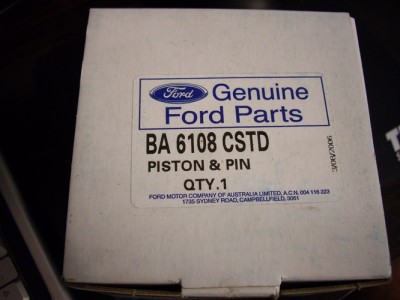 Ford
Genuine
Ford Parts
BA 6108 CSTD
PISTON & PIN
QTY.1
FORD MOTOR COMPANY OF AUSTRALIA LIMITED, A.C.N. 004 116 223
1735 SYDNEY ROAD, CAMPBELLFIELD, 3061